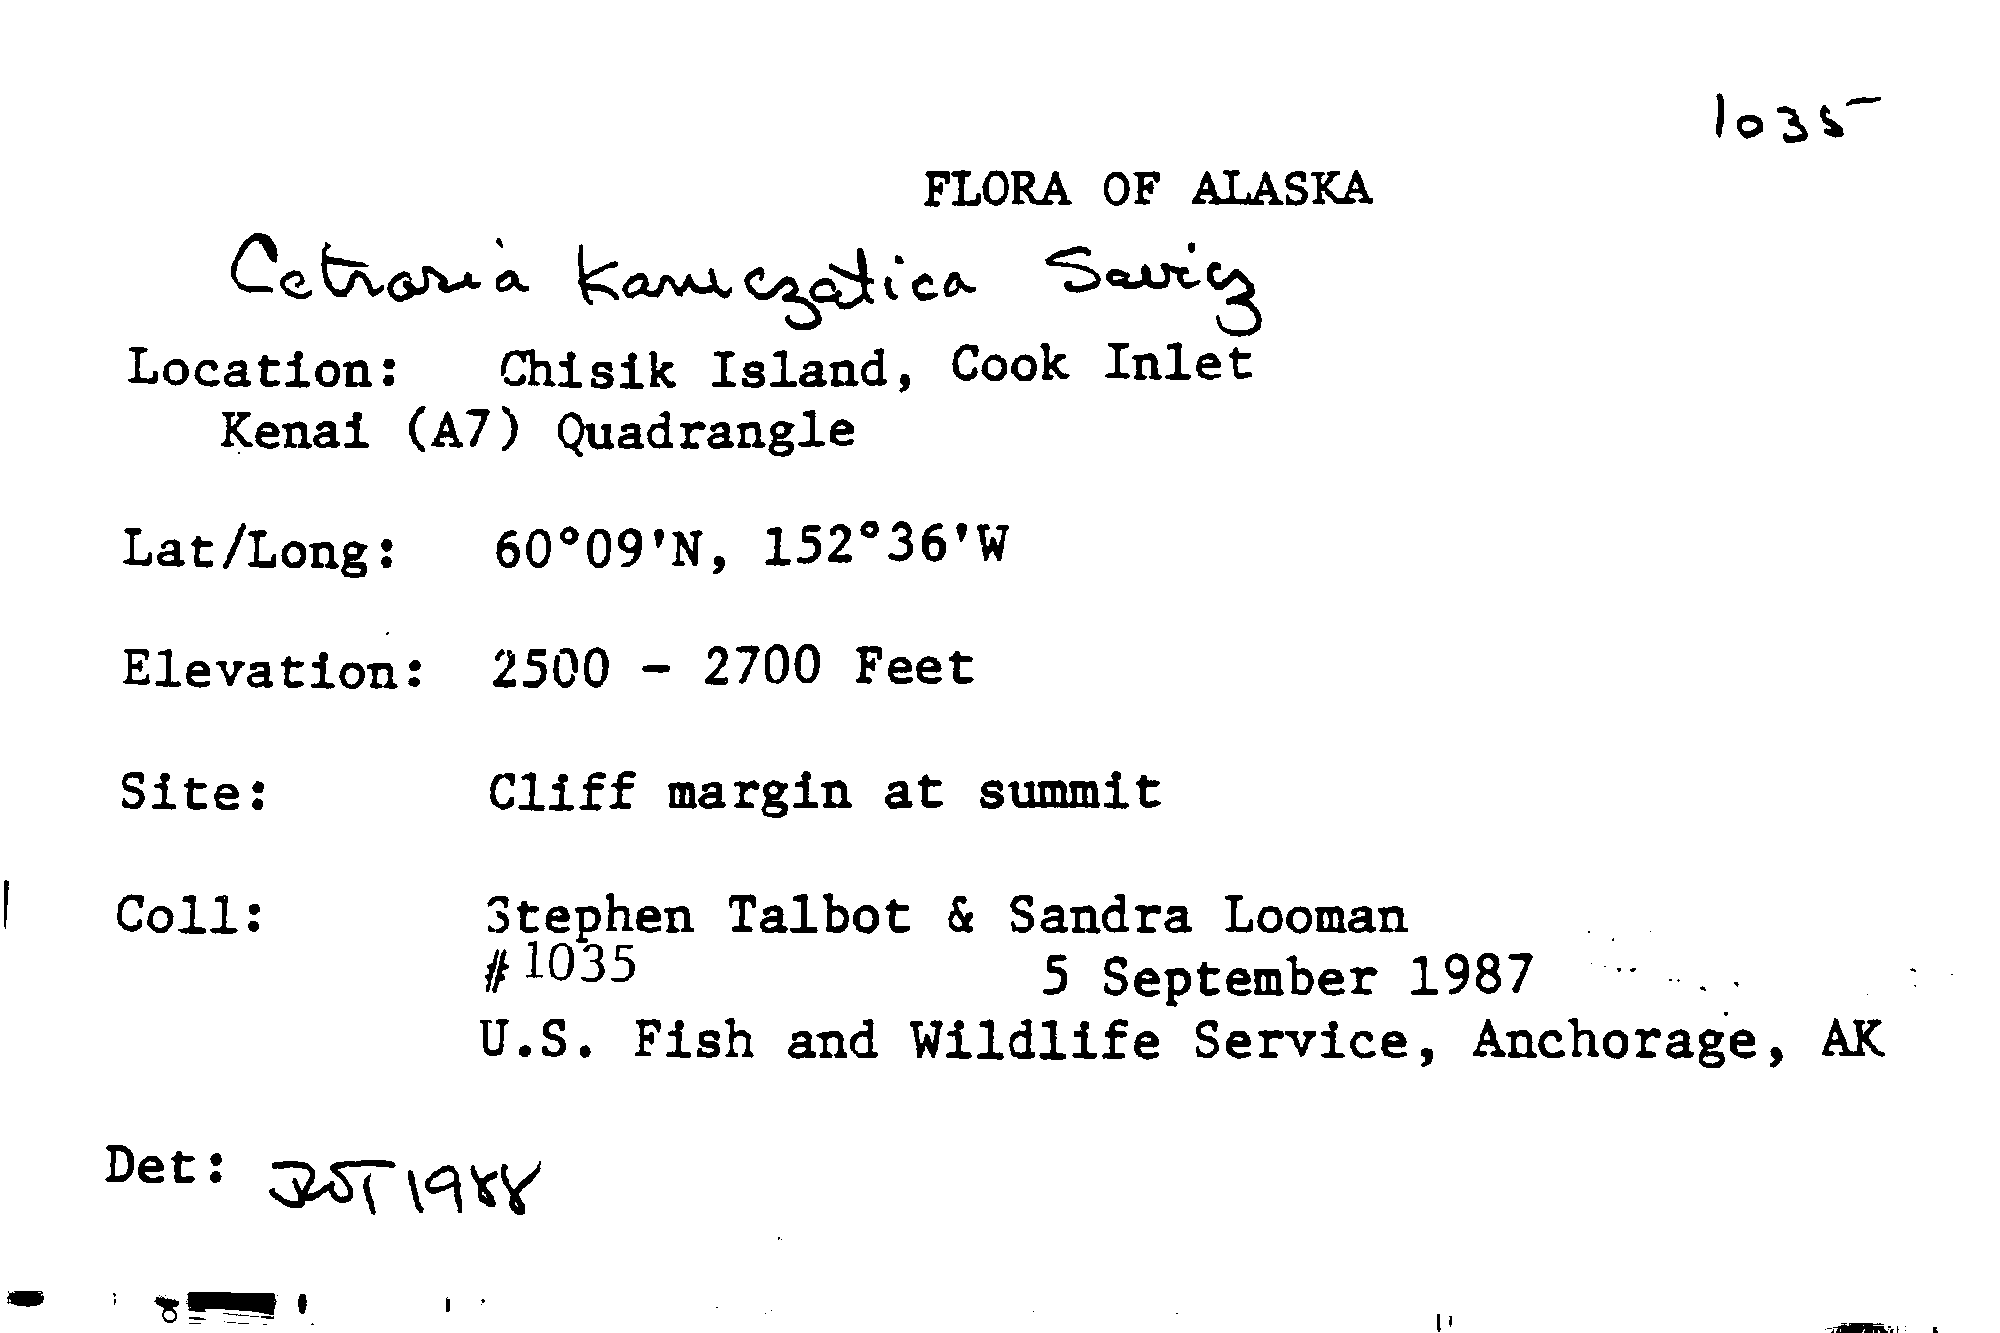 1035
FLORA OF ALASKA
Cetraria kamczatica Savicz
Location: Chisik Island, Cook Inlet
Kenai (A7) Quadrangle
Lat/Long: 60°09'N, 152°36'W
Elevation: 2500 - 2700 Feet
Site: Cliff margin at summit
Coll: Stephen Talbot & Sandra Looman
#1035 5 September 1987
U.S. Fish and Wildlife Service, Anchorage, AK
Det: 1988